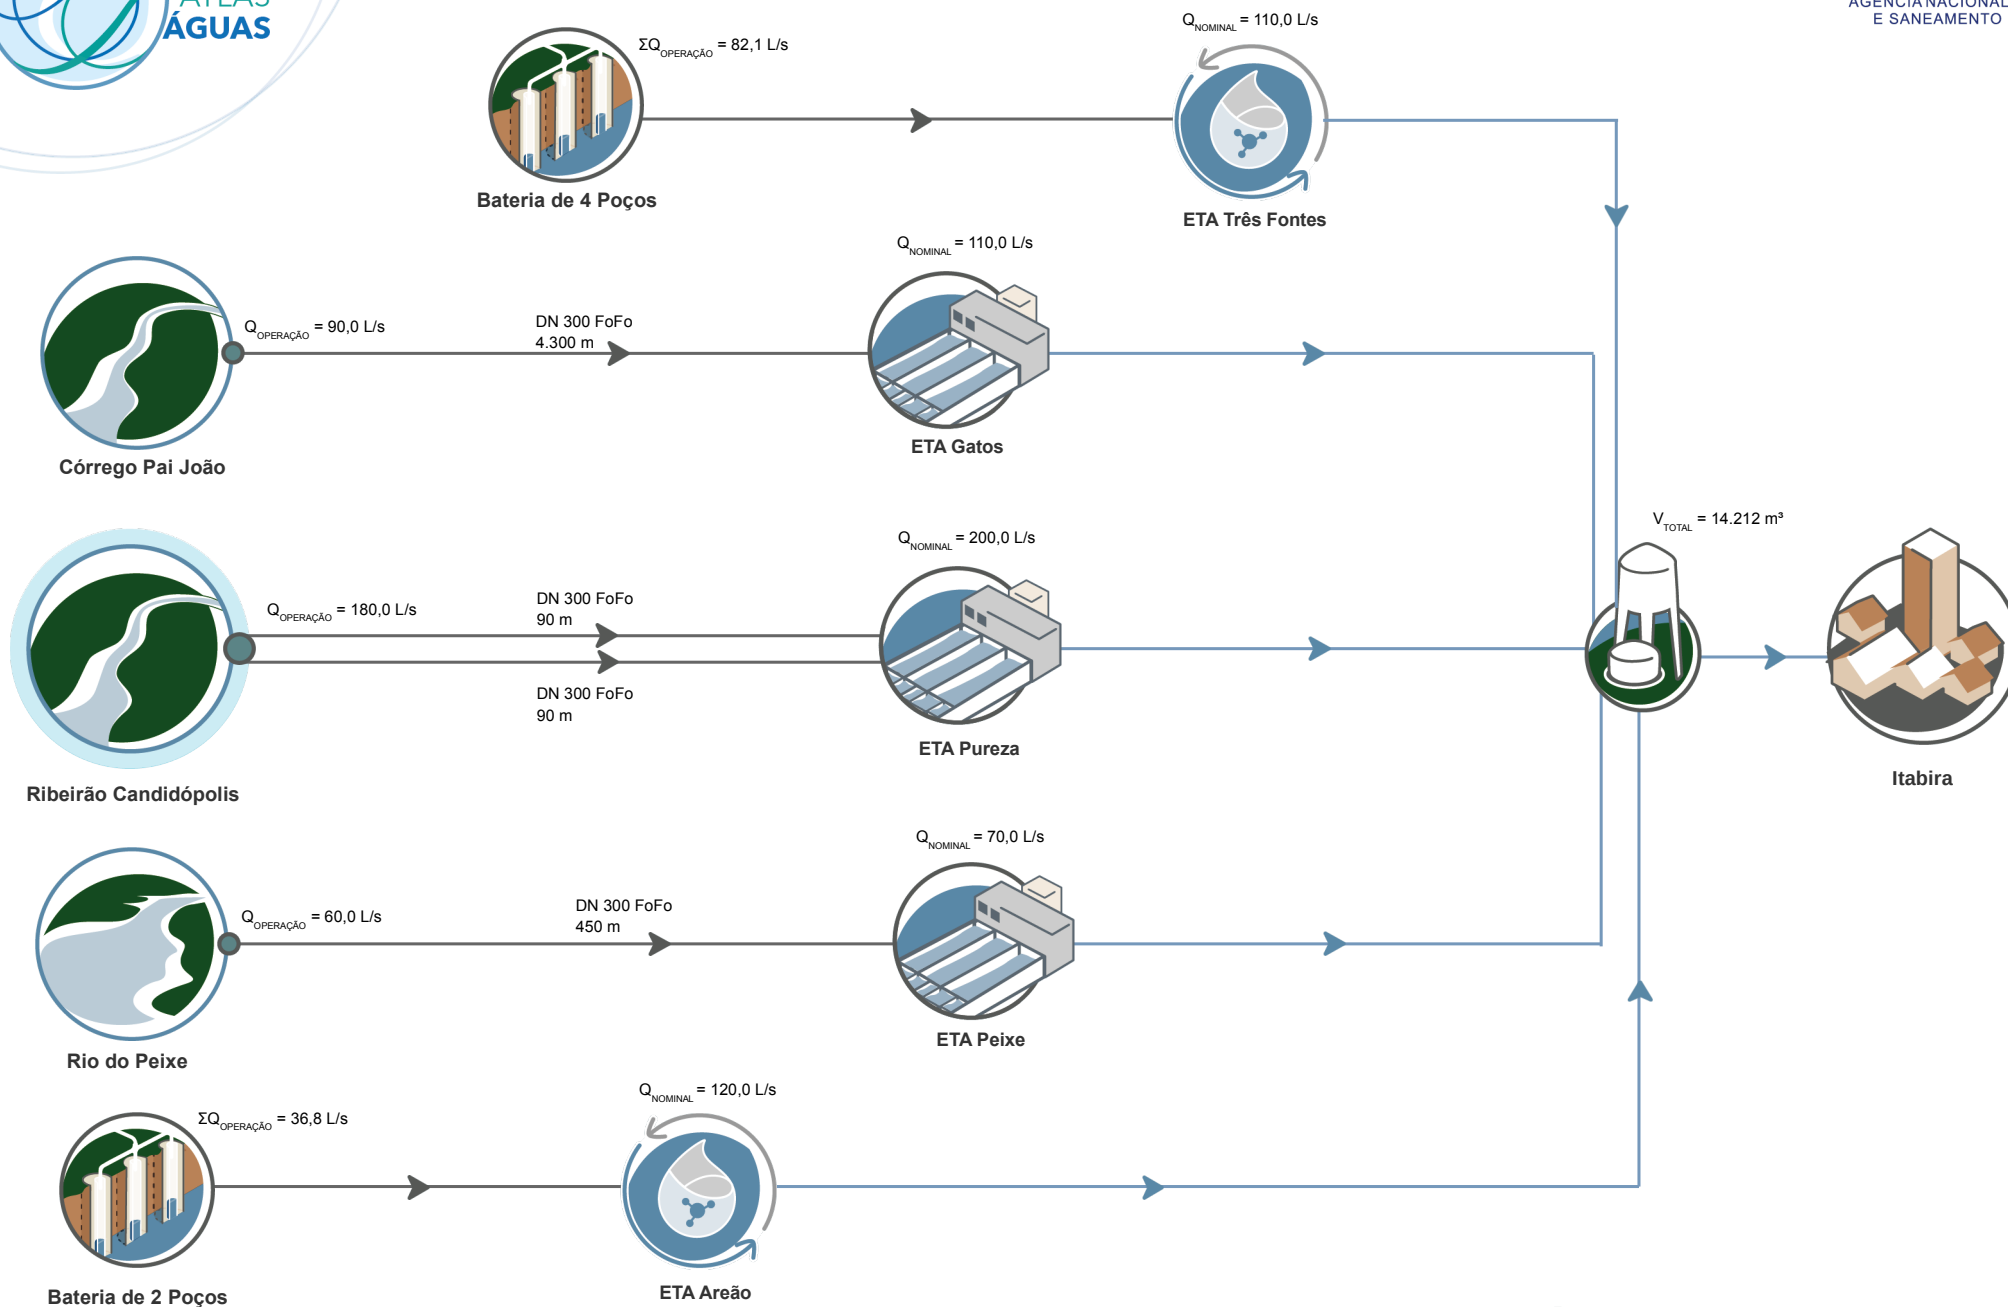 ATLAS
ÁGUAS
AGÊNCIA NACIONAL
E SANEAMENTO
ΣQOPERAÇÃO = 82,1 L/s
QNOMINAL = 110,0 L/s
Bateria de 4 Poços
ETA Três Fontes
QOPERAÇÃO = 90,0 L/s
DN 300 FoFo
4.300 m
QNOMINAL = 110,0 L/s
Córrego Pai João
ETA Gatos
QOPERAÇÃO = 180,0 L/s
DN 300 FoFo
90 m
DN 300 FoFo
90 m
QNOMINAL = 200,0 L/s
Ribeirão Candidópolis
ETA Pureza
VTOTAL = 14.212 m³
Itabira
QOPERAÇÃO = 60,0 L/s
DN 300 FoFo
450 m
QNOMINAL = 70,0 L/s
Rio do Peixe
ETA Peixe
ΣQOPERAÇÃO = 36,8 L/s
QNOMINAL = 120,0 L/s
Bateria de 2 Poços
ETA Areão